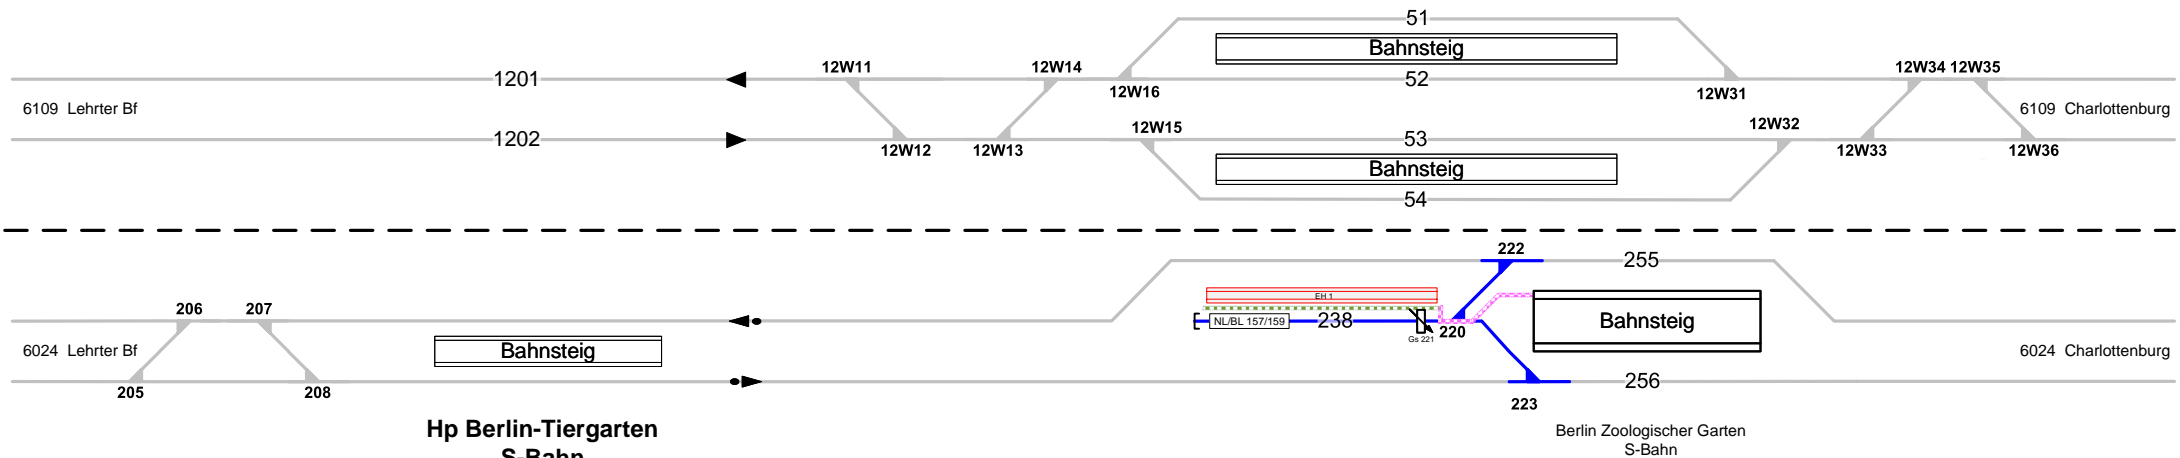 51
Bahnsteig
12W11
12W14
12W34 12W35
1201
52
12W16
12W31
6109 Lehrter Bf
6109 Charlottenburg
12W15
12W32
1202
53
12W12
12W13
12W33
12W36
Bahnsteig
54
222
255
206
207
EH 1
NL/BL 157/159
238
220
Gs 221
Bahnsteig
6024 Lehrter Bf
Bahnsteig
6024 Charlottenburg
205
208
256
223
Hp Berlin-Tiergarten
S-Bahn
Berlin Zoologischer Garten
S-Bahn